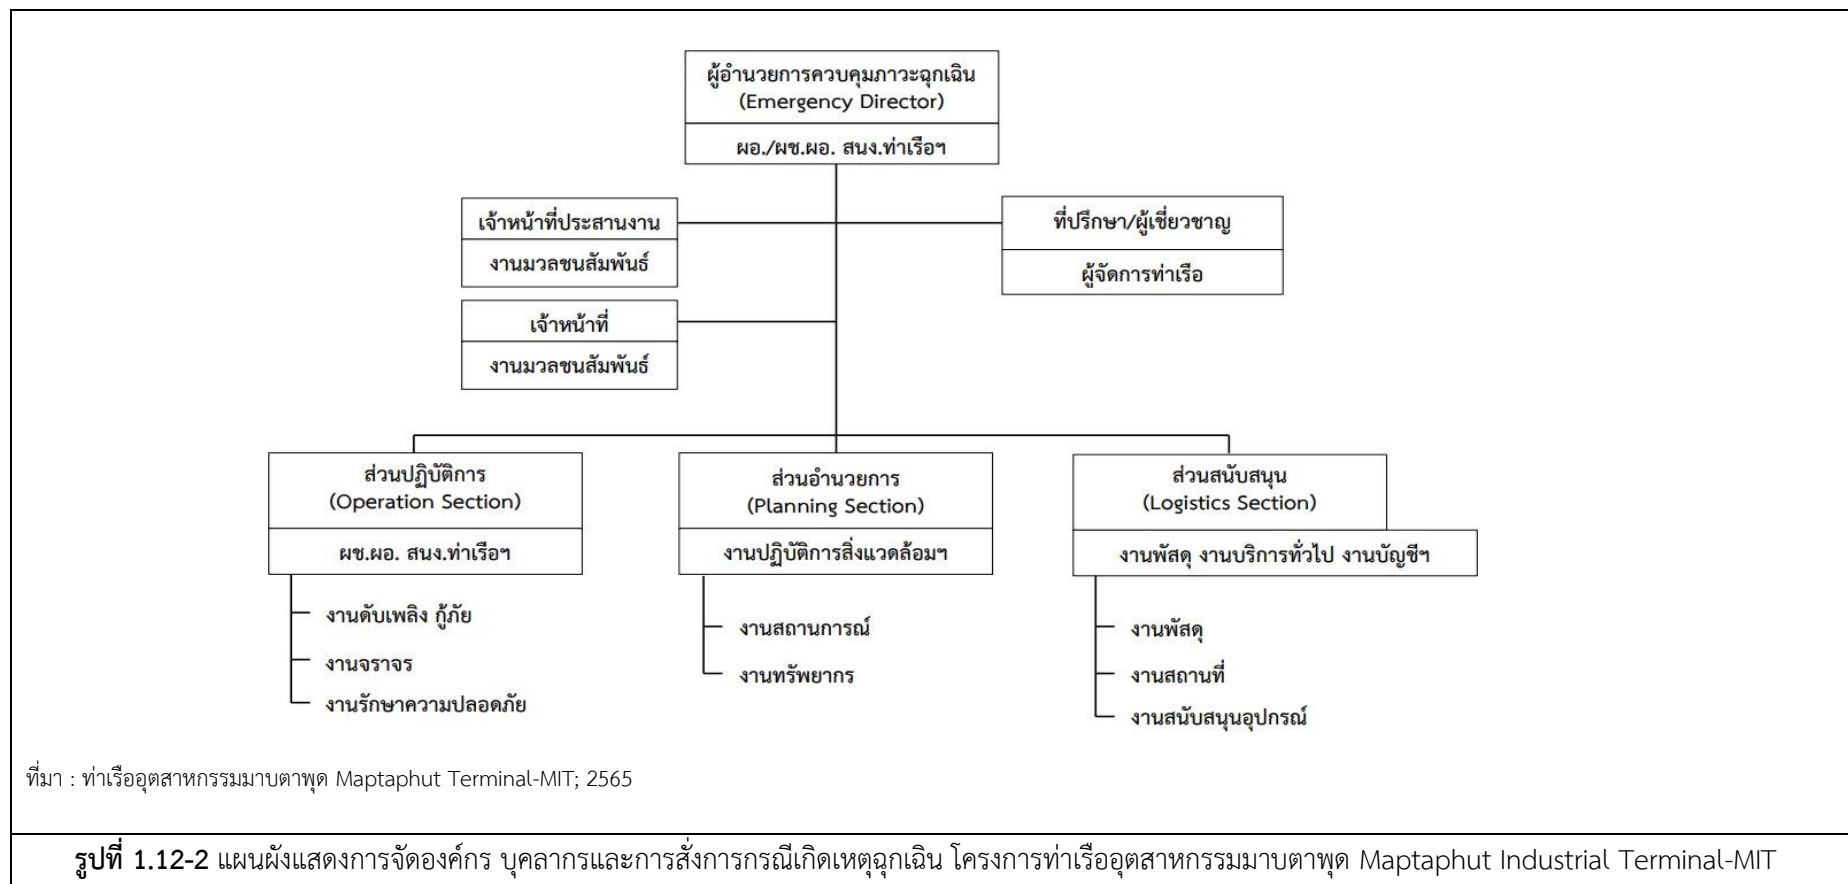 ผู้อำนวยการควบคุมภาวะฉุกเฉิน
(Emergency Director)
ผอ./ผช.ผอ. สนง.ท่าเรือฯ
เจ้าหน้าที่ประสานงาน
งานมวลชนสัมพันธ์
ที่ปรึกษา/ผู้เชี่ยวชาญ
ผู้จัดการท่าเรือ
เจ้าหน้าที่
งานมวลชนสัมพันธ์
ส่วนปฏิบัติการ
(Operation Section)
ผช.ผอ. สนง.ท่าเรือฯ
งานดับเพลิง กู้ภัย
งานจราจร
งานรักษาความปลอดภัย
ส่วนอำนวยการ
(Planning Section)
งานปฏิบัติการสิ่งแวดล้อมฯ
งานสถานการณ์
งานทรัพยากร
ส่วนสนับสนุน
(Logistics Section)
งานพัสดุ งานบริการทั่วไป งานบัญชีฯ
งานพัสดุ
งานสถานที่
งานสนับสนุนอุปกรณ์
ที่มา : ท่าเรืออุตสาหกรรมมาบตาพุด Maptaphut Terminal-MIT; 2565
รูปที่ 1.12-2 แผนผังแสดงการจัดองค์กร บุคลากรและการสั่งการกรณีเกิดเหตุฉุกเฉิน โครงการท่าเรืออุตสาหกรรมมาบตาพุด Maptaphut Industrial Terminal-MIT